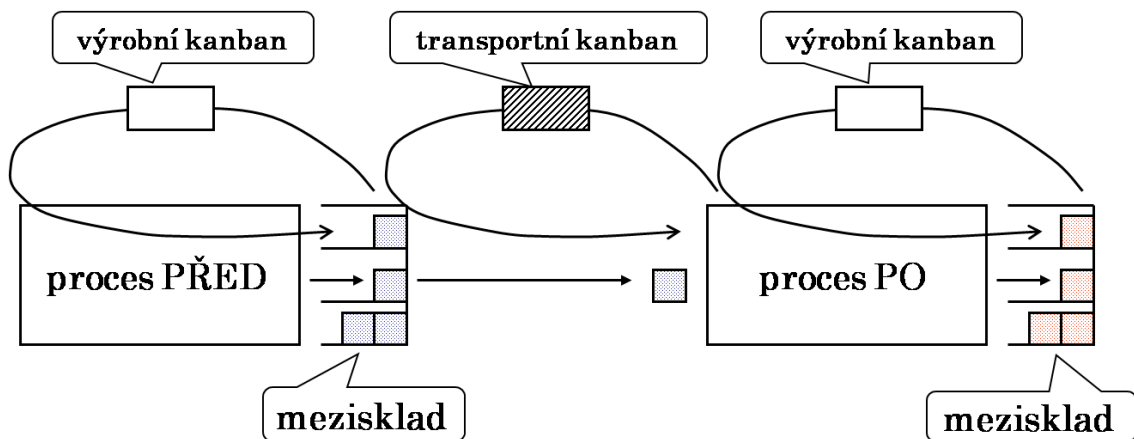 výrobní kanban
transportní kanban
výrobní kanban
proces PŘED
proces PO
mezisklad
mezisklad